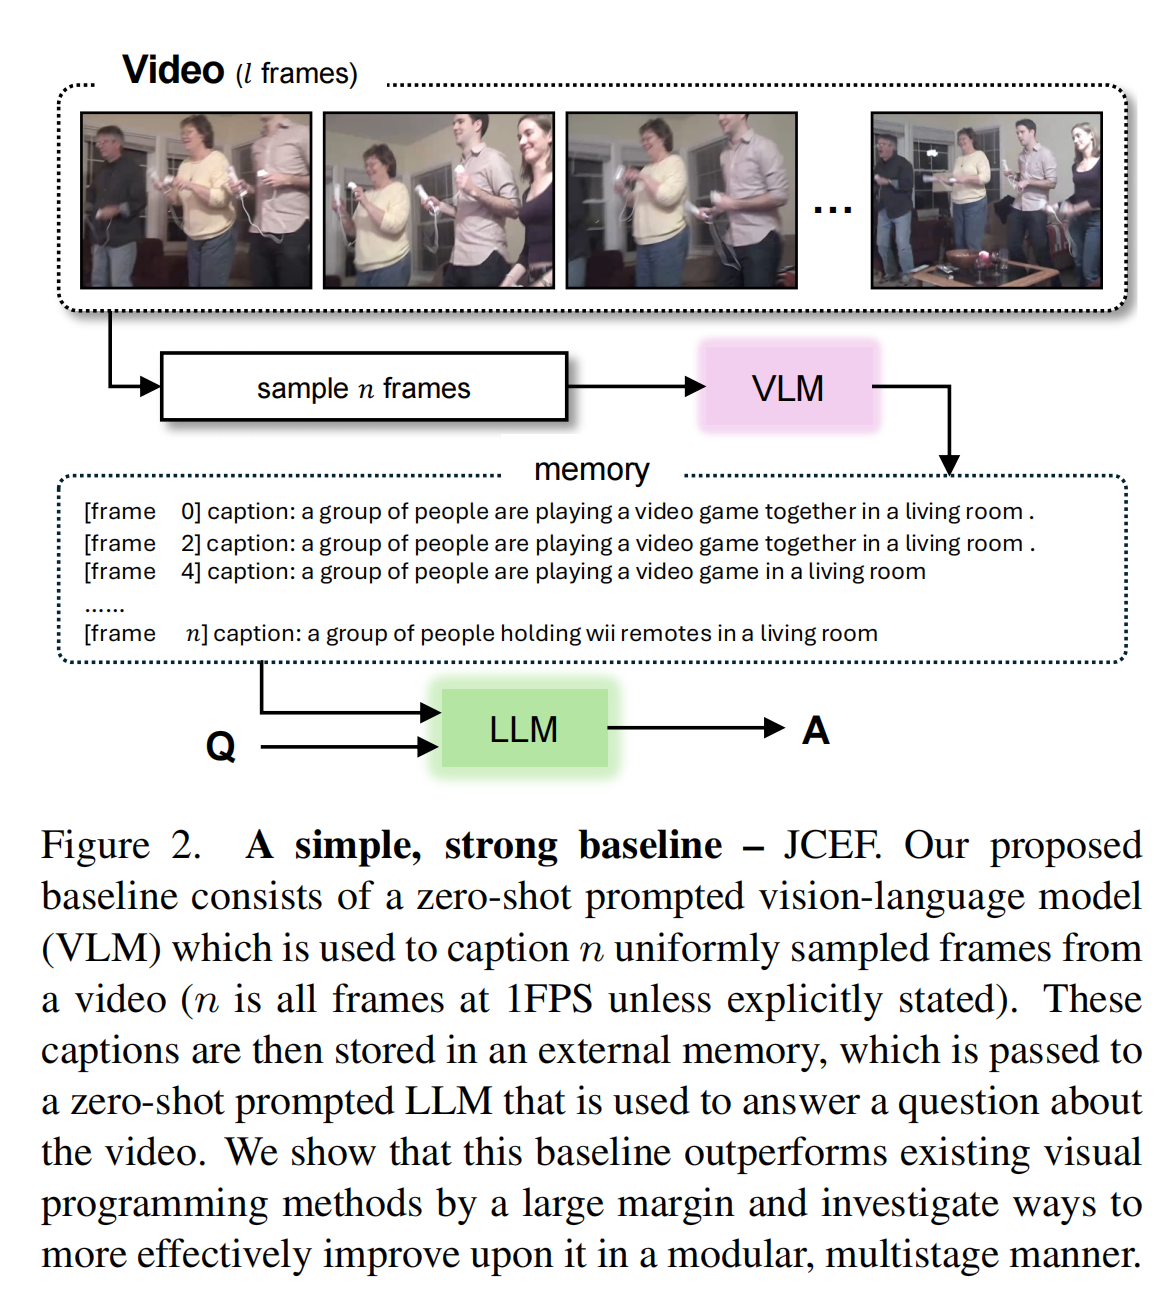 Video (l frames)
...
sample n frames
VLM
memory
[frame 0] caption: a group of people are playing a video game together in a living room .
[frame 2] caption: a group of people are playing a video game together in a living room .
[frame 4] caption: a group of people are playing a video game in a living room
......
[frame n] caption: a group of people holding wii remotes in a living room
Q
LLM
A
Figure 2. A simple, strong baseline – JCEF. Our proposed
baseline consists of a zero-shot prompted vision-language model
(VLM) which is used to caption n uniformly sampled frames from
a video (n is all frames at 1FPS unless explicitly stated). These
captions are then stored in an external memory, which is passed to
a zero-shot prompted LLM that is used to answer a question about
the video. We show that this baseline outperforms existing visual
programming methods by a large margin and investigate ways to
more effectively improve upon it in a modular, multistage manner.